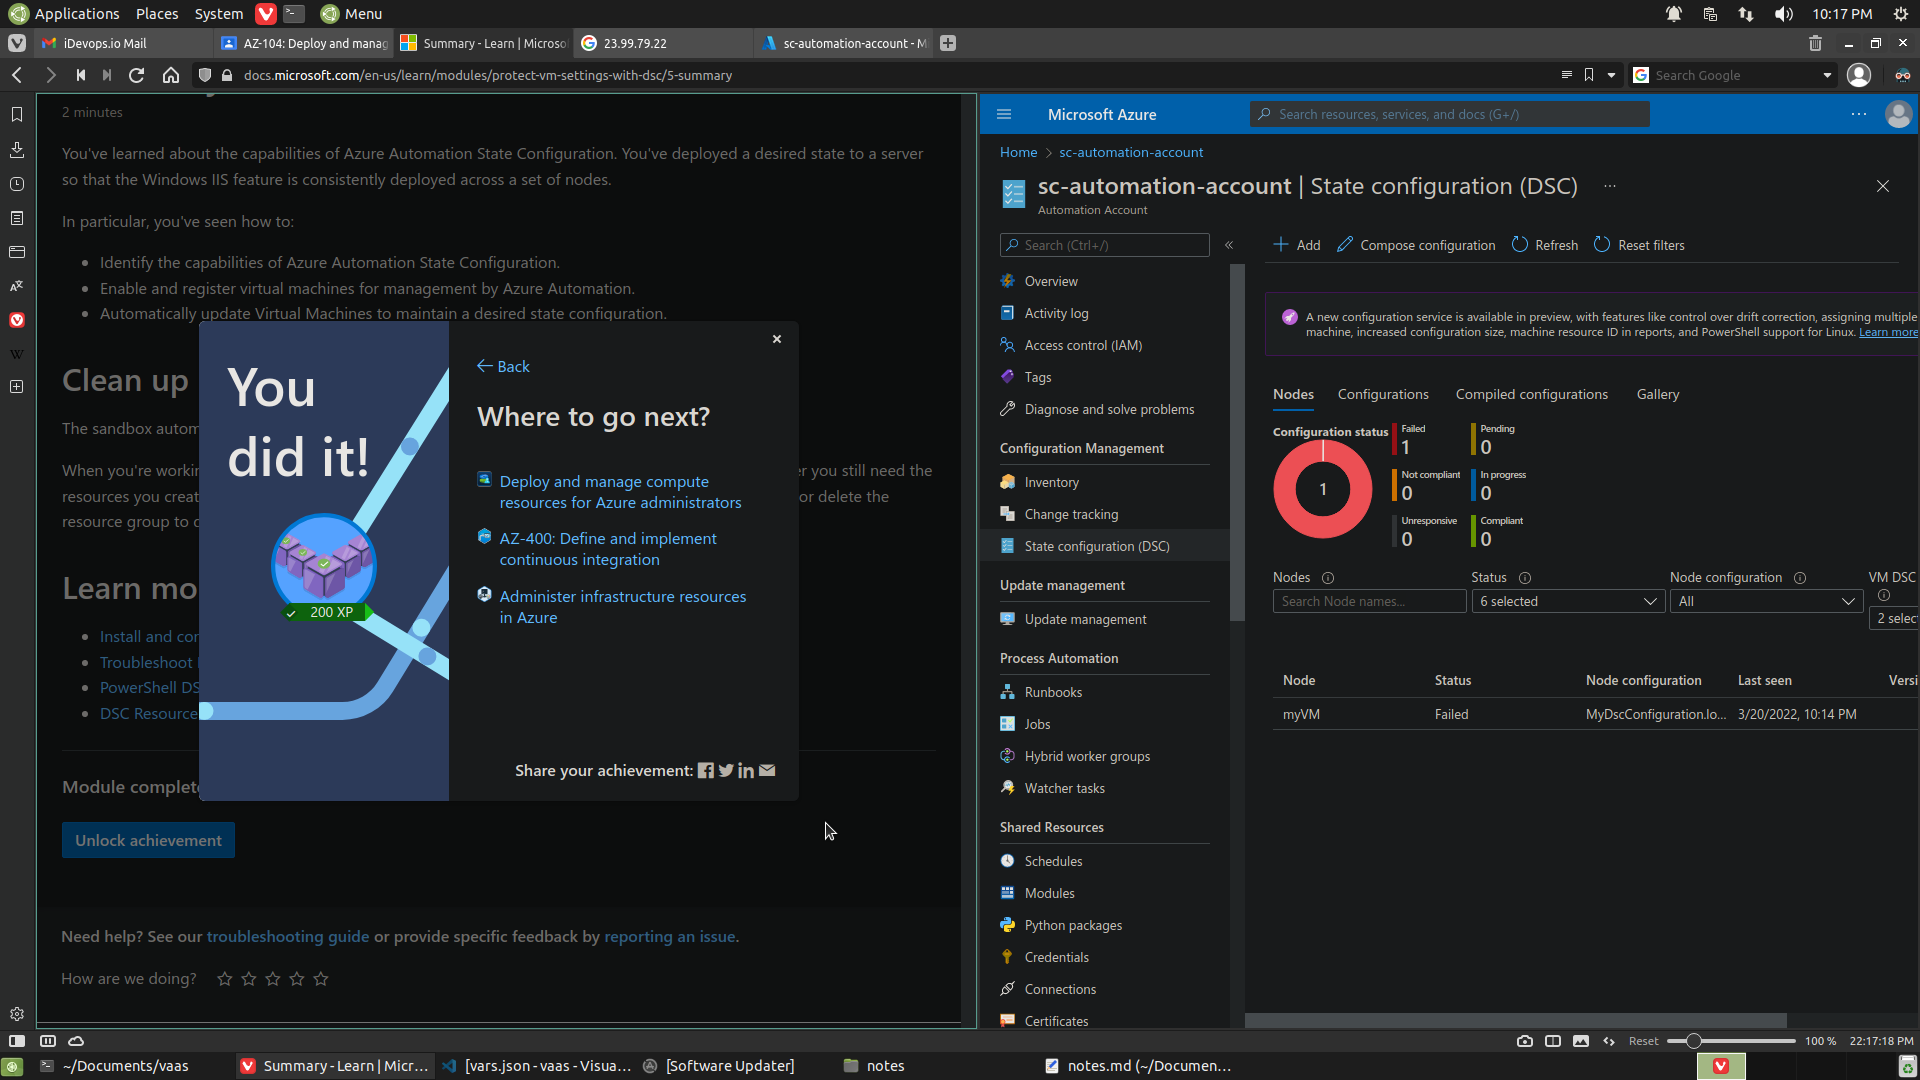 Applications Places System Menu
10:17 PM
iDevops.io Mail
AZ-104: Deploy and manag
Summary - Learn | Microso
23.99.79.22
sc-automation-account - M
docs.microsoft.com/en-us/learn/modules/protect-vm-settings-with-dsc/5-summary
Search Google
2 minutes
You've learned about the capabilities of Azure Automation State Configuration. You've deployed a desired state to a server
so that the Windows IIS feature is consistently deployed across a set of nodes.
In particular, you've seen how to:
Identify the capabilities of Azure Automation State Configuration.
Enable and register virtual machines for management by Azure Automation.
Automatically update Virtual Machines to maintain a desired state configuration.
Clean up
The sandbox autom
When you're workin
r you still need the
resources you creat
or delete the
resource group to d
Learn mo
Install and con
Troubleshoot
PowerShell DS
DSC Resource
Module complet
Unlock achievement
Need help? See our troubleshooting guide or provide specific feedback by reporting an issue.
How are we doing?
You
did it!
200 XP
Back
Where to go next?
Deploy and manage compute
resources for Azure administrators
AZ-400: Define and implement
continuous integration
Administer infrastructure resources
in Azure
Share your achievement:
Microsoft Azure
Search resources, services, and docs (G+/)
Home > sc-automation-account
sc-automation-account | State configuration (DSC) ...
Automation Account
Search (Ctrl+/)
«
Overview
Activity log
Access control (IAM)
Tags
Diagnose and solve problems
Configuration Management
Inventory
Change tracking
State configuration (DSC)
Update management
Update management
Process Automation
Runbooks
Jobs
Hybrid worker groups
Watcher tasks
Shared Resources
Schedules
Modules
Python packages
Credentials
Connections
Certificates
Add Compose configuration Refresh Reset filters
A new configuration service is available in preview, with features like control over drift correction, assigning multiple
machine, increased configuration size, machine resource ID in reports, and PowerShell support for Linux. Learn more
Nodes Configurations Compiled configurations Gallery
Configuration status
1
Failed
1
Pending
0
Not compliant
0
In progress
0
Unresponsive
0
Compliant
0
Nodes Status Node configuration VM DSC
Search Node names... 6 selected All
2 select
Node Status Node configuration Last seen Versi
myVM Failed MyDscConfiguration.lo... 3/20/2022, 10:14 PM
Reset 100 % 22:17:18 PM
~/Documents/vaas
Summary - Learn | Micr...
[vars.json - vaas - Visua...
[Software Updater]
notes
notes.md (~/Documen...